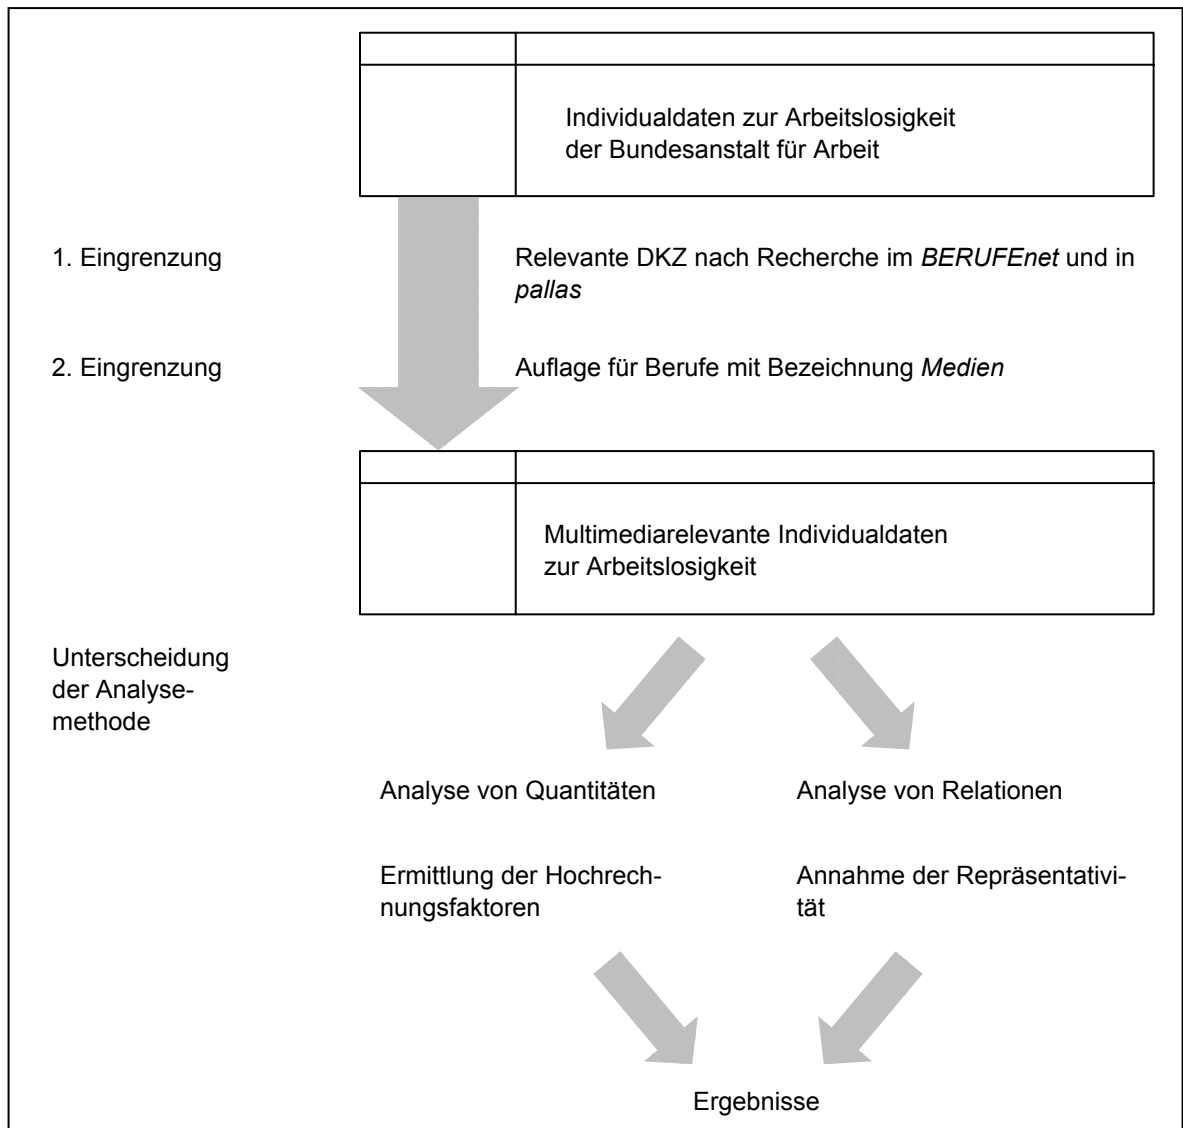 Individualdaten zur Arbeitslosigkeit
der Bundesanstalt für Arbeit
1. Eingrenzung
Relevante DKZ nach Recherche im BERUFEnet und in
pallas
2. Eingrenzung
Auflage für Berufe mit Bezeichnung Medien
Multimediarelevante Individualdaten
zur Arbeitslosigkeit
Unterscheidung
der Analyse-
methode
Analyse von Quantitäten
Analyse von Relationen
Ermittlung der Hochrech-
nungsfaktoren
Annahme der Repräsentativi-
tät
Ergebnisse